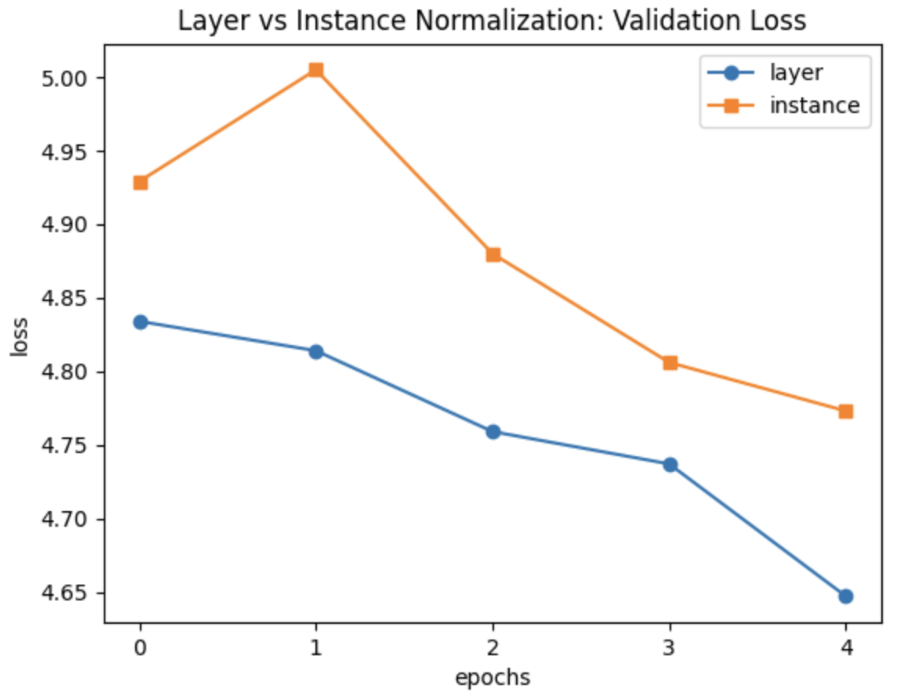 Layer vs Instance Normalization: Validation Loss
layer
instance
5.00
4.95
4.90
4.85
4.80
4.75
4.70
4.65
loss
0 1 2 3 4
epochs